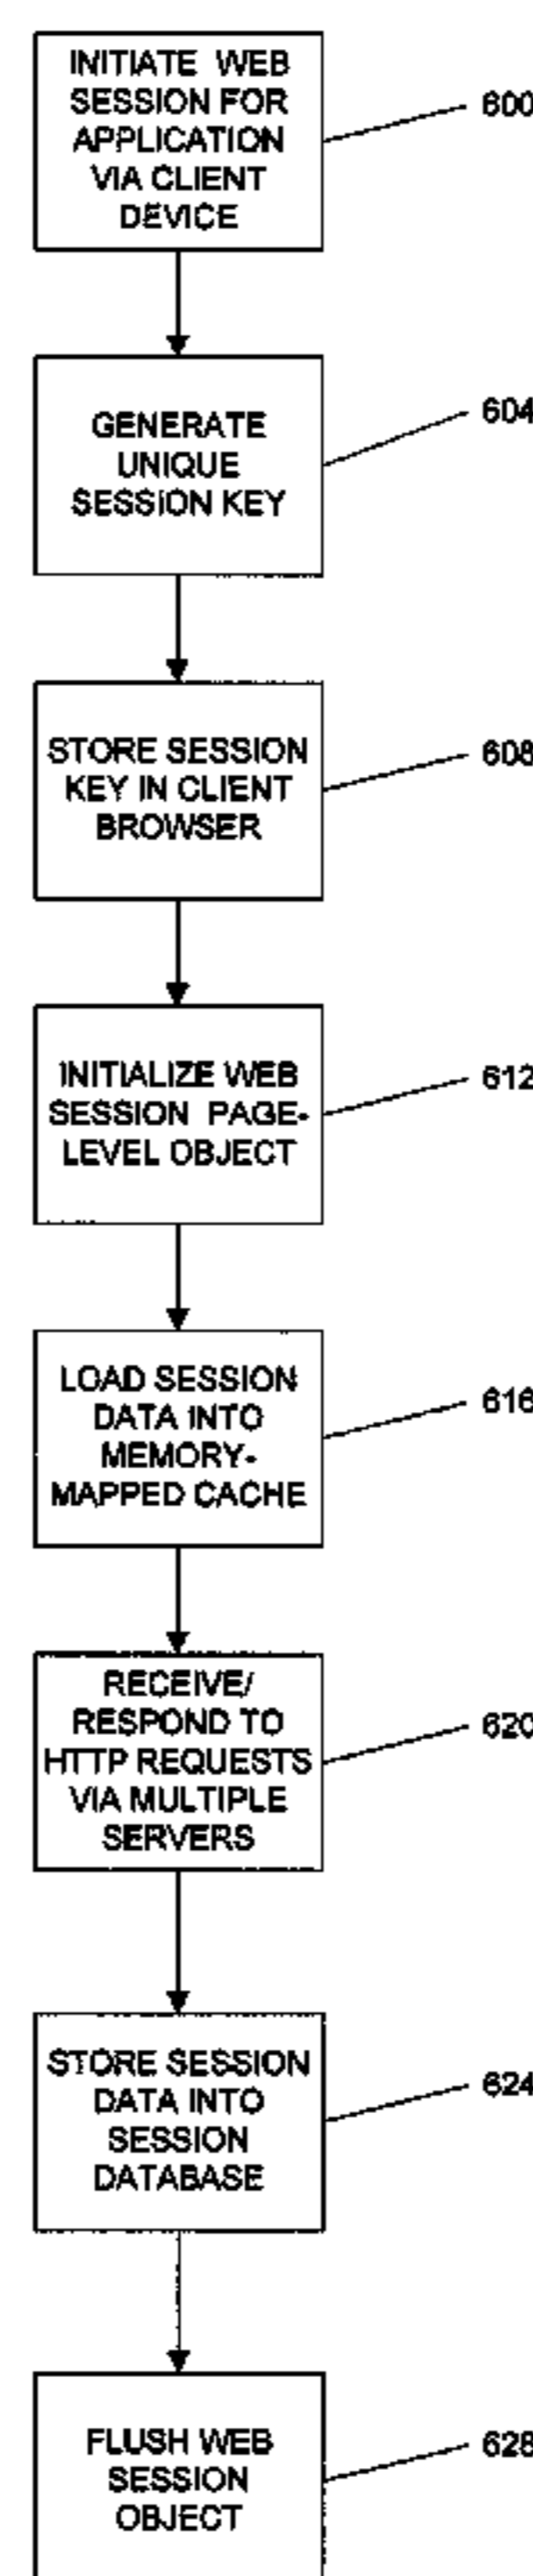 INITIATE WEB
SESSION FOR
APPLICATION
VIA CLIENT
DEVICE
600
GENERATE
UNIQUE
SESSION KEY
604
STORE SESSION
KEY IN CLIENT
BROWSER
608
INITIALIZE WEB
SESSION PAGE-
LEVEL OBJECT
612
LOAD SESSION
DATA INTO
MEMORY-
MAPPED CACHE
616
RECEIVE/
RESPOND TO
HTTP REQUESTS
VIA MULTIPLE
SERVERS
620
STORE SESSION
DATA INTO
SESSION
DATABASE
624
FLUSH WEB
SESSION
OBJECT
628